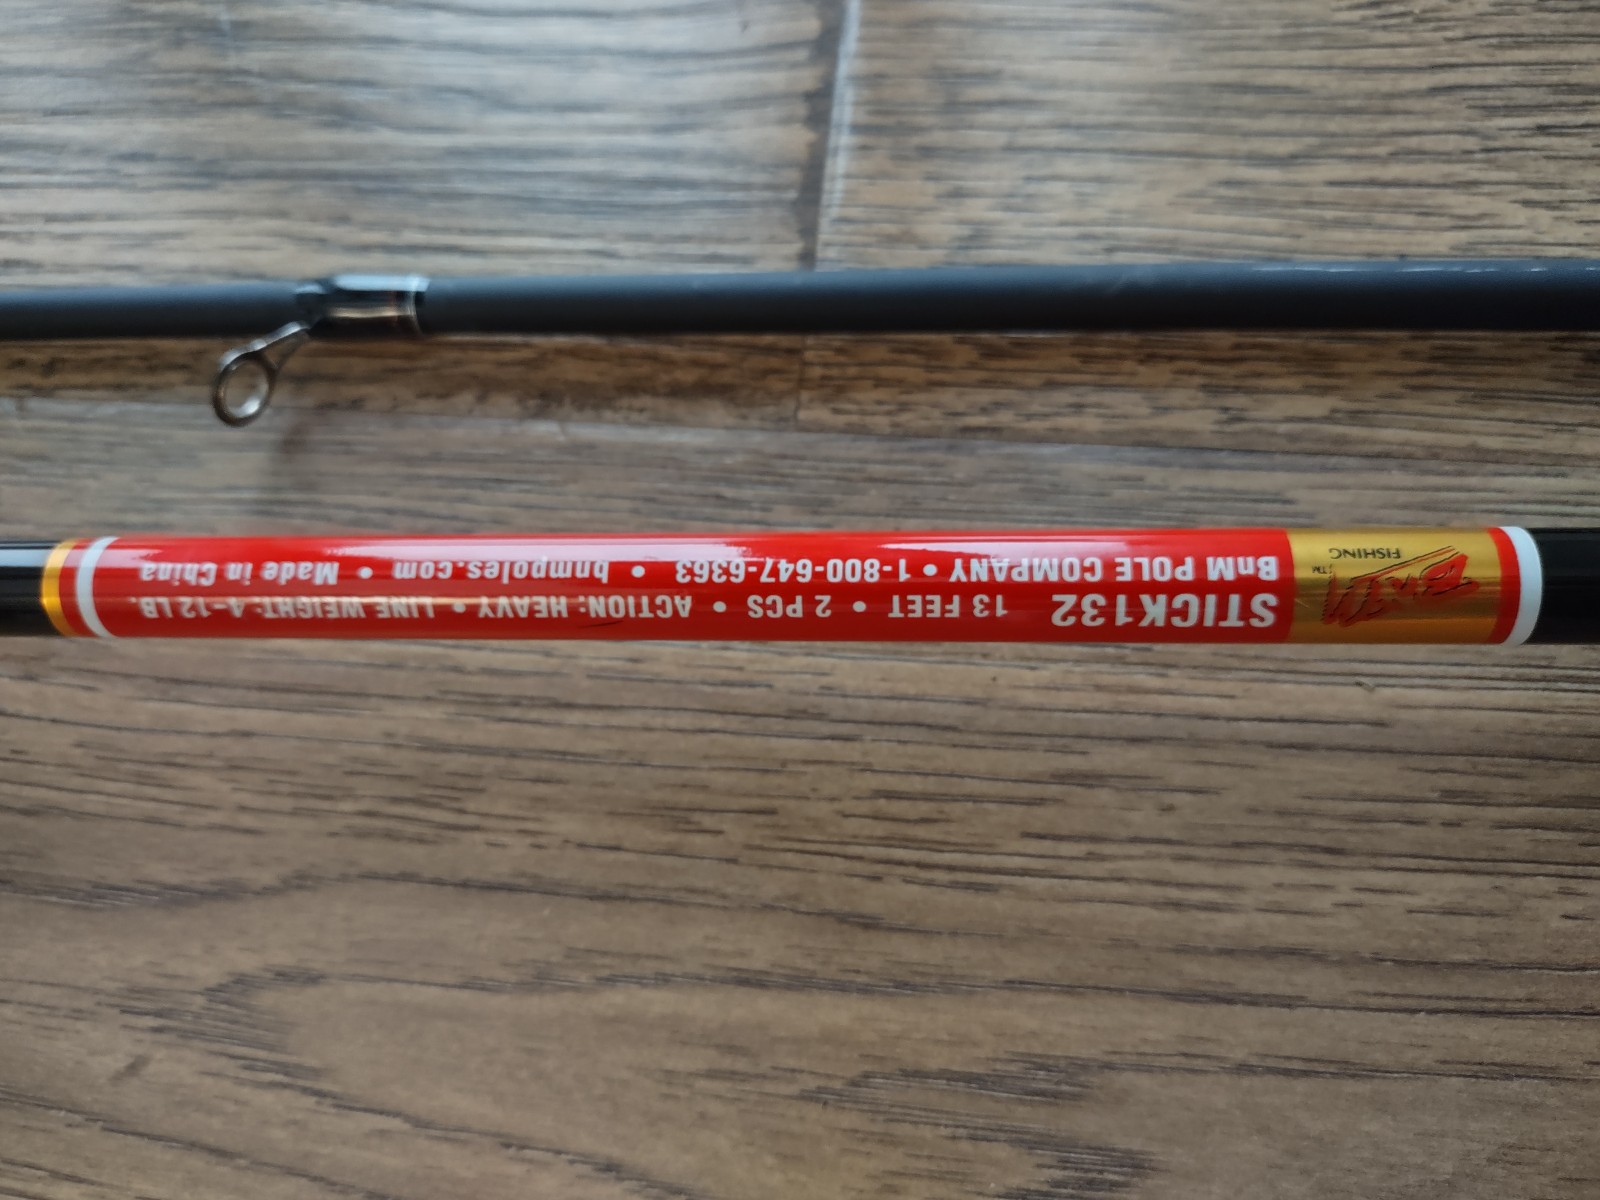 STICK132 13 FEET • 2 PCS • ACTION: HEAVY • LINE WEIGHT: 4-12 LB.
BnM POLE COMPANY • 1-800-647-6363 • bnmpoles.com • Made in China
FISHING
TM